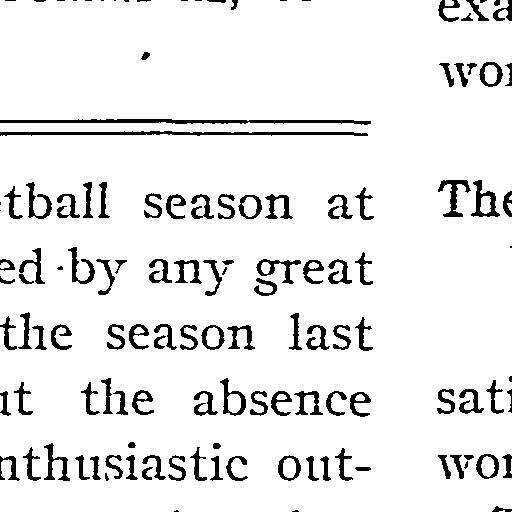 tball season at
ed by any great
the season last
ut the absence
nthusiastic out-
exa
wor
The
sati
wor